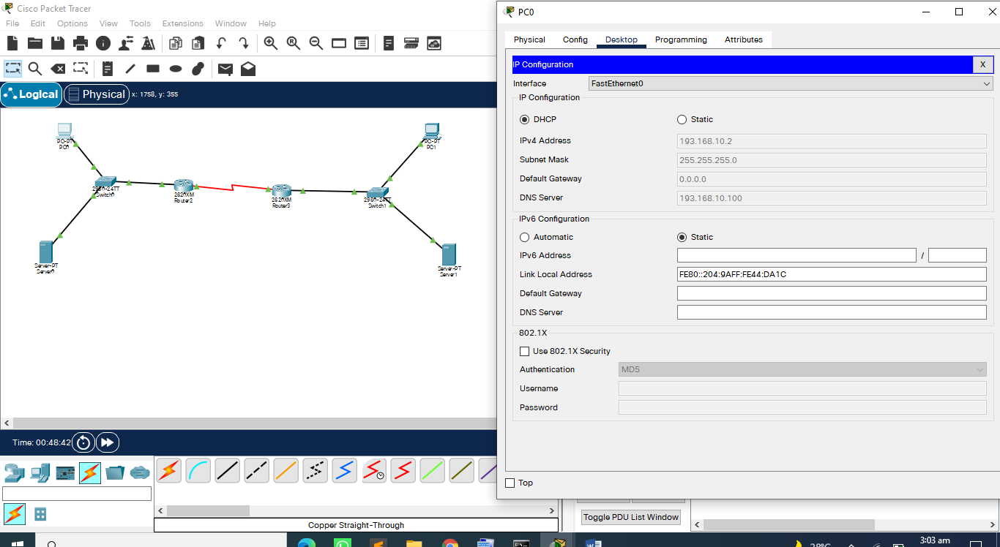 Cisco Packet Tracer
File Edit Options View Tools Extensions Window Help
Logical Physical x: 1758, y: 355
PC-PT
PC0
PC-PT
PC1
2960-24TT
Switch0
2620XM
Router2
2620XM
Router3
2960-24TT
Switch1
Server-PT
Server0
Server-PT
Server1
Time: 00:48:42
Copper Straight-Through
Toggle PDU List Window
PC0
Physical Config Desktop Programming Attributes
IP Configuration X
Interface FastEthernet0
IP Configuration
DHCP Static
IPv4 Address 193.168.10.2
Subnet Mask 255.255.255.0
Default Gateway 0.0.0.0
DNS Server 193.168.10.100
IPv6 Configuration
Automatic Static
IPv6 Address /
Link Local Address FE80::204:9AFF:FE44:DA1C
Default Gateway
DNS Server
802.1X
Use 802.1X Security
Authentication MD5
Username
Password
Top
3:03 am